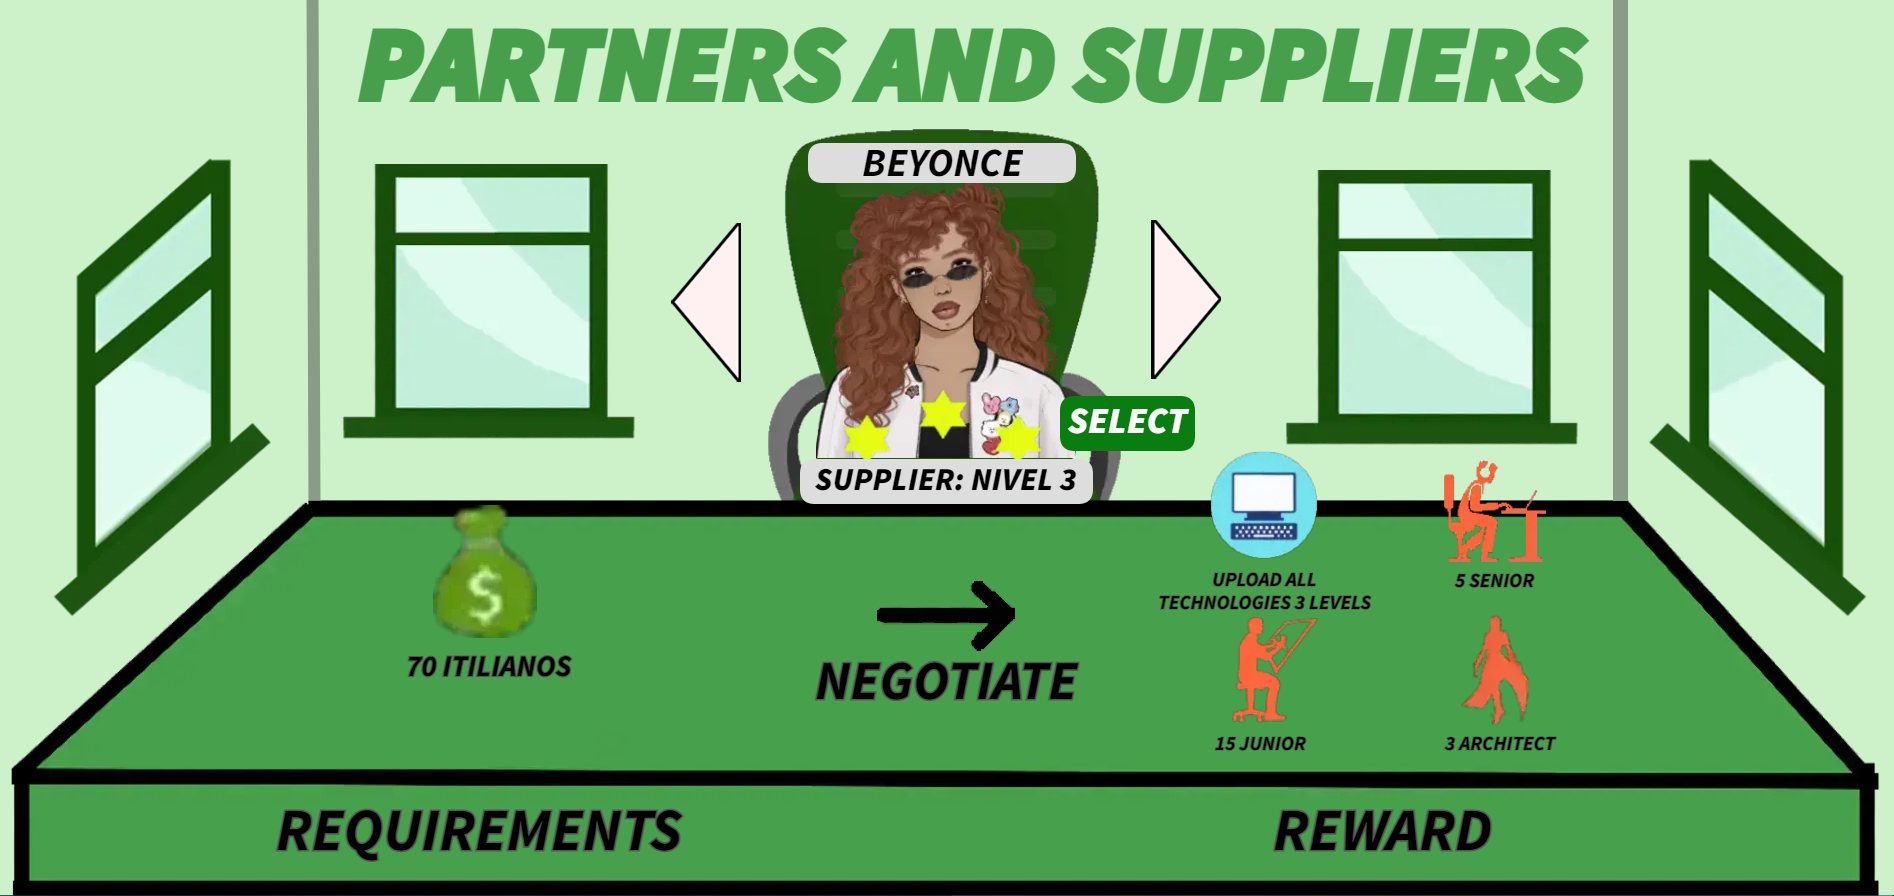 PARTNERS AND SUPPLIERS
BEYONCE
SELECT
SUPPLIER: NIVEL 3
$
70 ITILIANOS
NEGOTIATE
UPLOAD ALL
TECHNOLOGIES 3 LEVELS
5 SENIOR
15 JUNIOR
3 ARCHITECT
REQUIREMENTS
REWARD